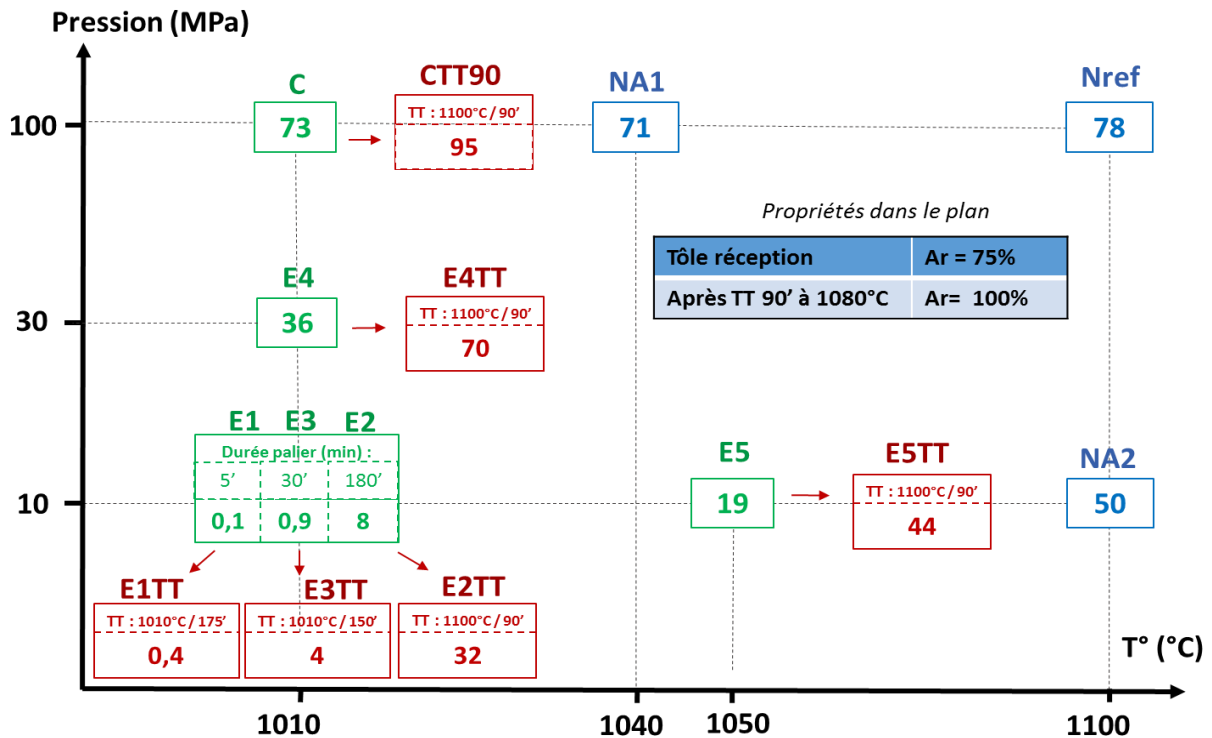 Pression (MPa)
C
CTT90
NA1
Nref
100
73
TT : 1100°C / 90’
95
71
78
Propriétés dans le plan
Tôle réception Ar = 75%
Après TT 90’ à 1080°C Ar= 100%
E4
E4TT
30
36
TT : 1100°C / 90’
70
E1 E3 E2
Durée palier (min) :
5’ 30’ 180’
0,1 0,9 8
E5
E5TT
NA2
10
19
TT : 1100°C / 90’
44
50
E1TT
E3TT
E2TT
TT : 1010°C / 175’
0,4
TT : 1010°C / 150’
4
TT : 1100°C / 90’
32
T° (°C)
1010
1040
1050
1100